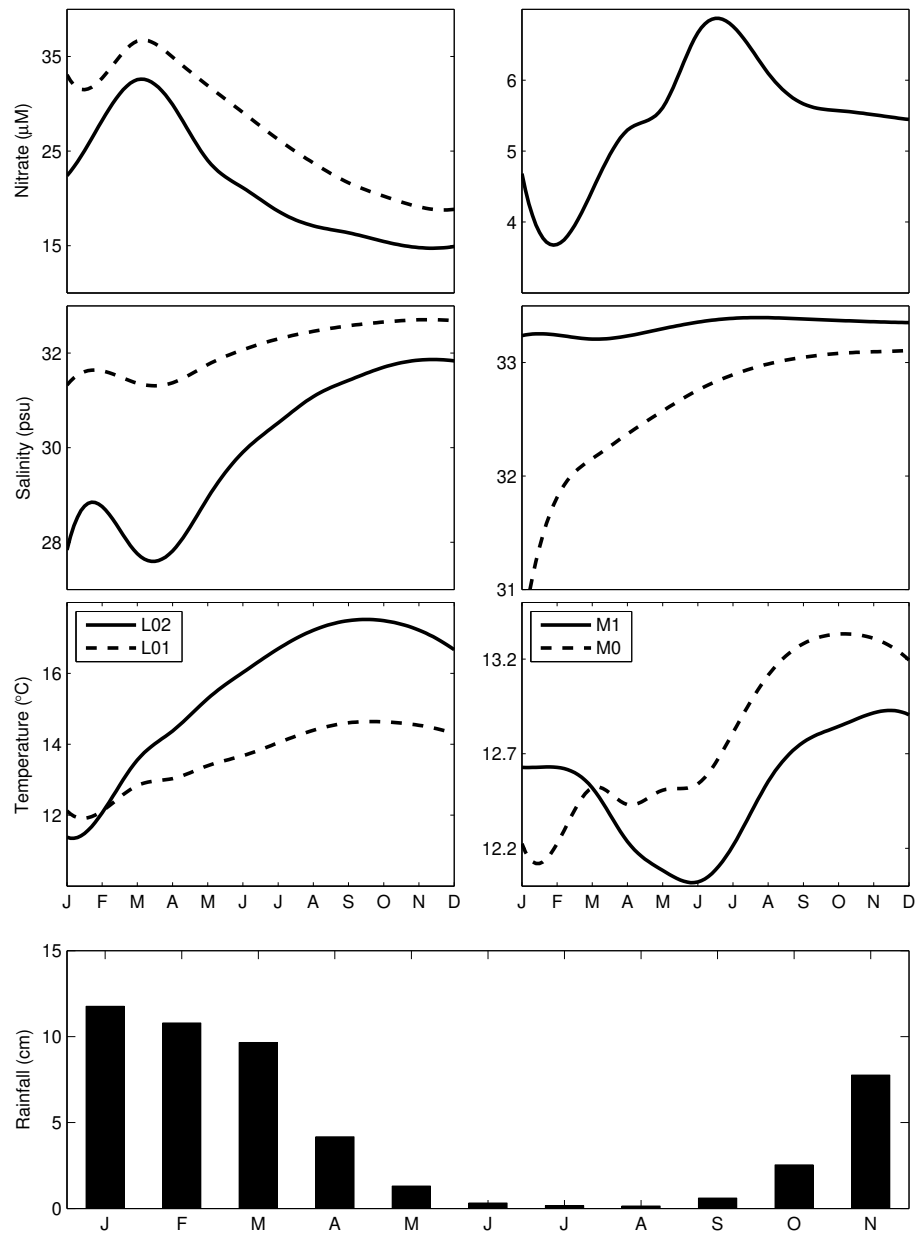 Nitrate (µM)
35
25
15
6
5
4
Salinity (psu)
32
30
28
33
32
31
Temperature (°C)
16
14
12
L02
L01
J F M A M J J A S O N D
13.2
12.7
12.2
M1
M0
J F M A M J J A S O N D
Rainfall (cm)
15
10
5
0
J F M A M J J A S O N